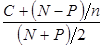 C + (N − P)/n
(N + P)/2